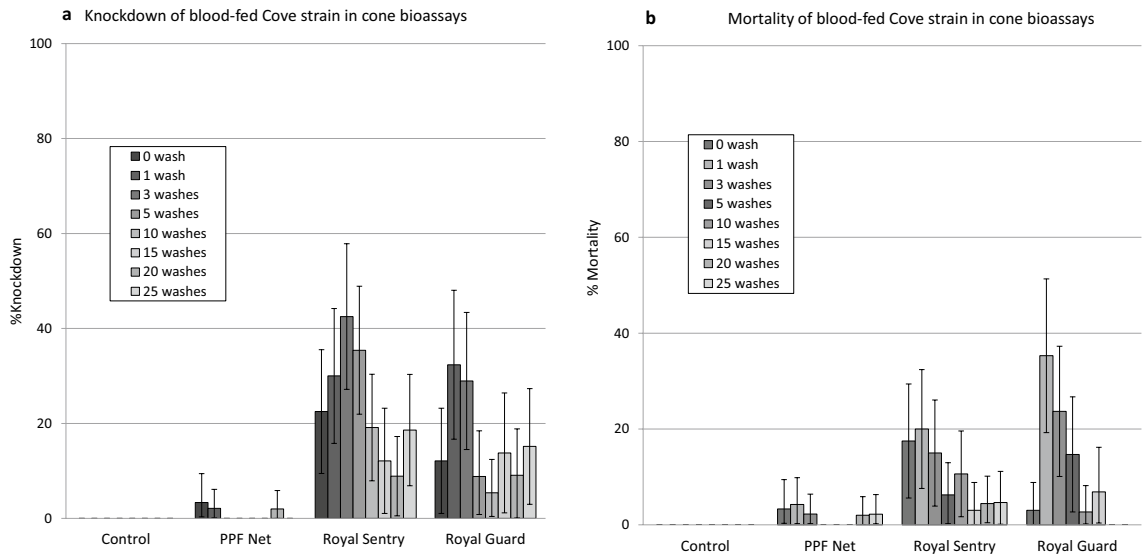 a Knockdown of blood-fed Cove strain in cone bioassays
100
80
60
40
20
0
%Knockdown
0 wash
1 wash
3 washes
5 washes
10 washes
15 washes
20 washes
25 washes
Control PPF Net Royal Sentry Royal Guard
b Mortality of blood-fed Cove strain in cone bioassays
100
80
60
40
20
0
% Mortality
0 wash
1 wash
3 washes
5 washes
10 washes
15 washes
20 washes
25 washes
Control PPF Net Royal Sentry Royal Guard